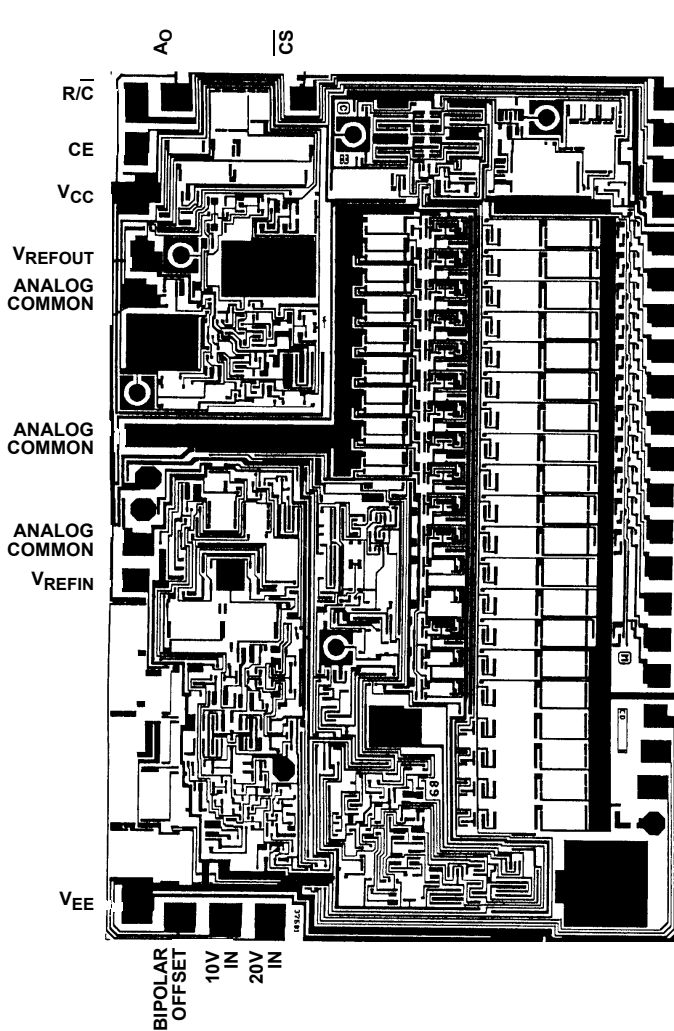 A0
CS
R/C
CE
VCC
VREFOUT
ANALOG
COMMON
ANALOG
COMMON
ANALOG
COMMON
VREFIN
VEE
BIPOLAR
OFFSET
10V
IN
20V
IN